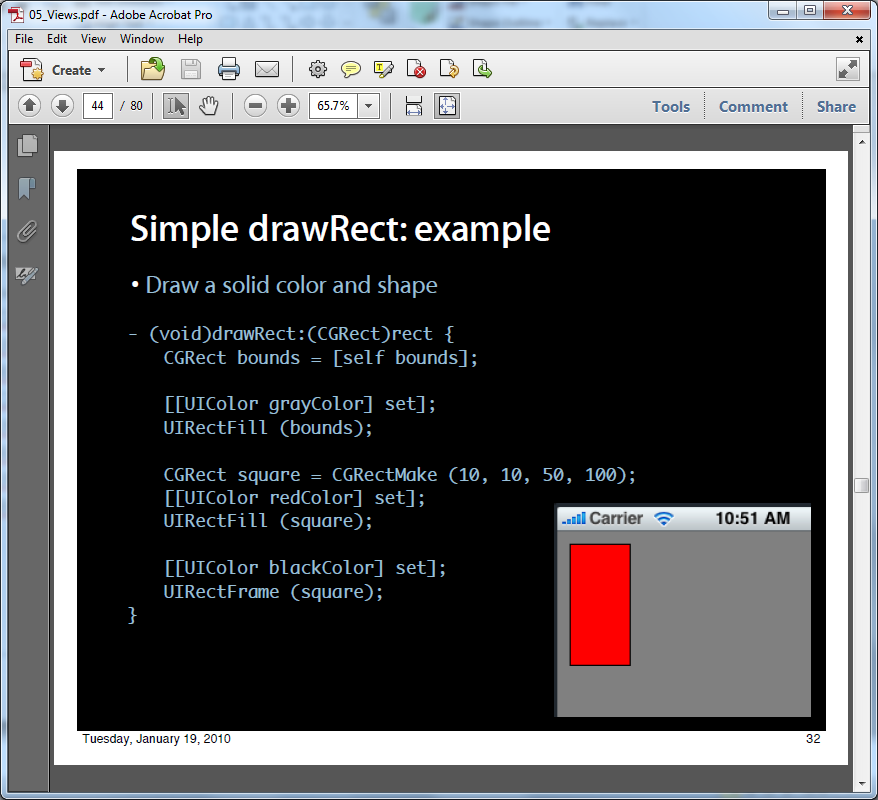 05_Views.pdf - Adobe Acrobat Pro
File Edit View Window Help
Create
44 / 80 65.7% Tools Comment Share
Simple drawRect: example
• Draw a solid color and shape
- (void)drawRect:(CGRect)rect {
CGRect bounds = [self bounds];
[[UIColor grayColor] set];
UIRectFill (bounds);
CGRect square = CGRectMake (10, 10, 50, 100);
[[UIColor redColor] set];
UIRectFill (square);
[[UIColor blackColor] set];
UIRectFrame (square);
}
Carrier 10:51 AM
Tuesday, January 19, 2010 32